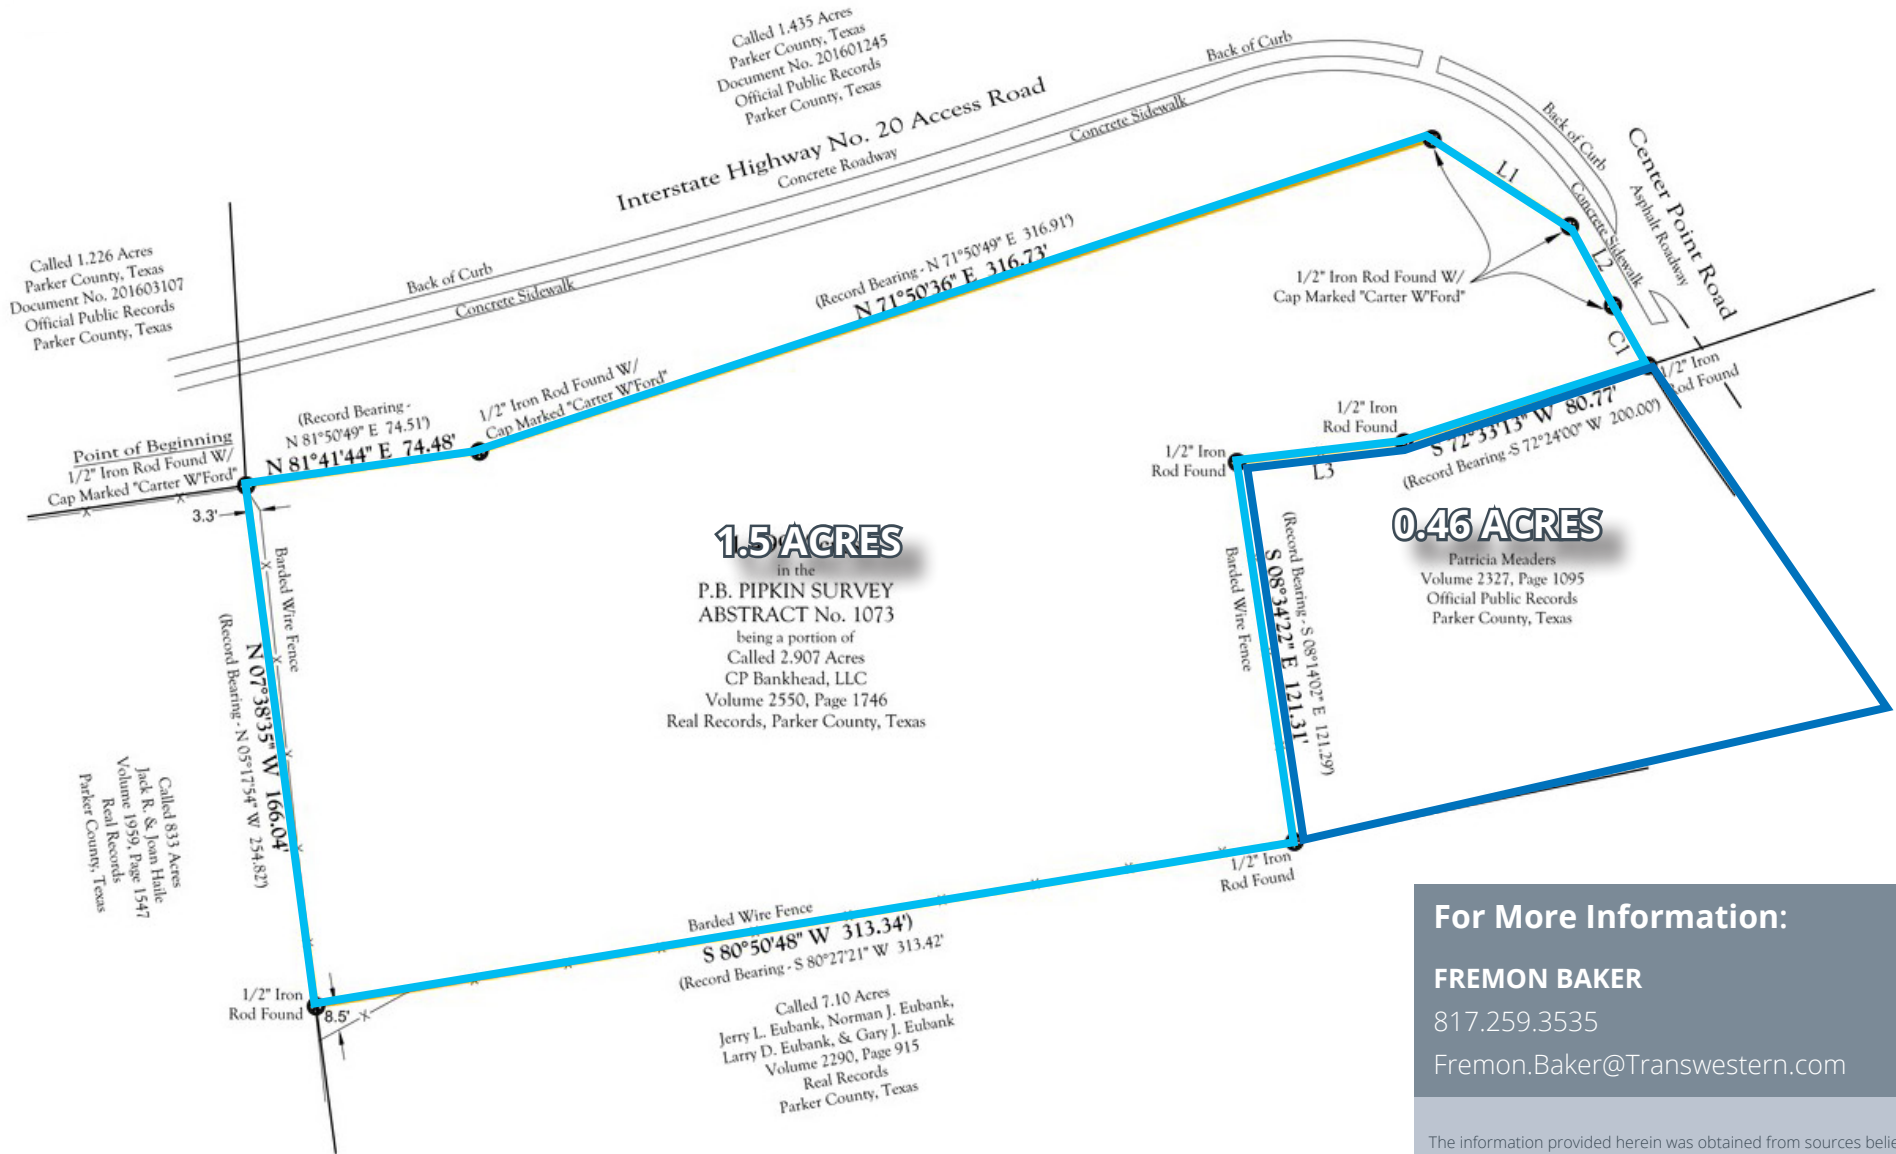 Called 1.435 Acres
Parker County, Texas
Document No. 201601245
Official Public Records
Parker County, Texas
Back of Curb
Interstate Highway No. 20 Access Road
Concrete Roadway
Concrete Sidewalk
Back of Curb
Center Point Road
Asphalt Roadway
Concrete Sidewalk
L1
L2
C1
Called 1.226 Acres
Parker County, Texas
Document No. 201603107
Official Public Records
Parker County, Texas
Back of Curb
Concrete Sidewalk
(Record Bearing - N 71°50'49" E 316.91')
N 71°50'36" E 316.73'
1/2" Iron Rod Found W/
Cap Marked "Carter W'Ford"
1/2" Iron
Rod Found
1/2" Iron Rod Found W/
Cap Marked "Carter W'Ford"
(Record Bearing -
N 81°50'49" E 74.51')
N 81°41'44" E 74.48'
Point of Beginning
1/2" Iron Rod Found W/
Cap Marked "Carter W'Ford"
3.3'
1/2" Iron
Rod Found
1/2" Iron
Rod Found
L3
S 72°33'13" W 80.77'
(Record Bearing -S 72°24'00" W 200.00')
1.5 ACRES
in the
P.B. PIPKIN SURVEY
ABSTRACT No. 1073
being a portion of
Called 2.907 Acres
CP Bankhead, LLC
Volume 2550, Page 1746
Real Records, Parker County, Texas
0.46 ACRES
Patricia Meaders
Volume 2327, Page 1095
Official Public Records
Parker County, Texas
Barded Wire Fence
N 07°38'35" W 166.04'
(Record Bearing - N 05°17'54" W 254.82')
Barded Wire Fence
S 08°34'22" E 121.31'
(Record Bearing - S 08°14'02" E 121.29')
Called 833 Acres
Jack R. & Joan Haile
Volume 1959, Page 1547
Real Records
Parker County, Texas
1/2" Iron
Rod Found
Barded Wire Fence
S 80°50'48" W 313.34')
(Record Bearing - S 80°27'21" W 313.42'
1/2" Iron
Rod Found
8.5'
Called 7.10 Acres
Jerry L. Eubank, Norman J. Eubank,
Larry D. Eubank, & Gary J. Eubank
Volume 2290, Page 915
Real Records
Parker County, Texas
For More Information:
FREMON BAKER
817.259.3535
Fremon.Baker@Transwestern.com
The information provided herein was obtained from sources belie